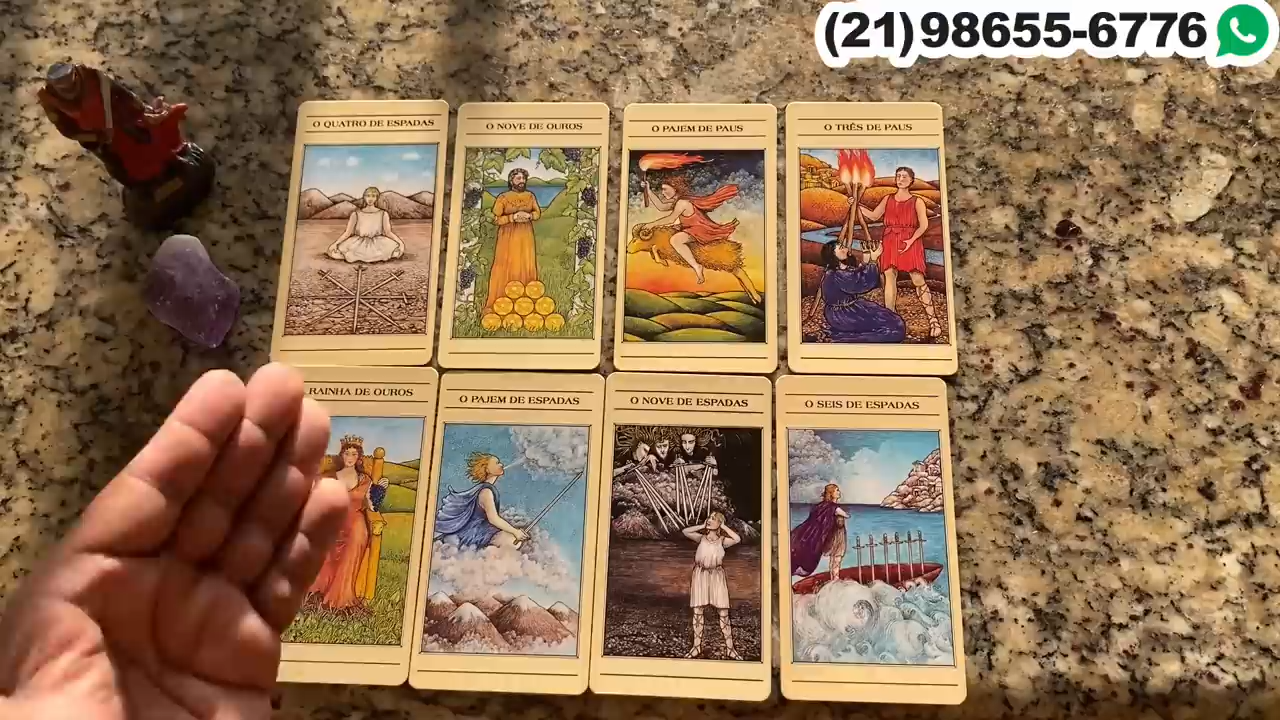 (21)98655-6776
O QUATRO DE ESPADAS
O NOVE DE OUROS
O PAJEM DE PAUS
O TRÊS DE PAUS
RAINHA DE OUROS
O PAJEM DE ESPADAS
O NOVE DE ESPADAS
O SEIS DE ESPADAS